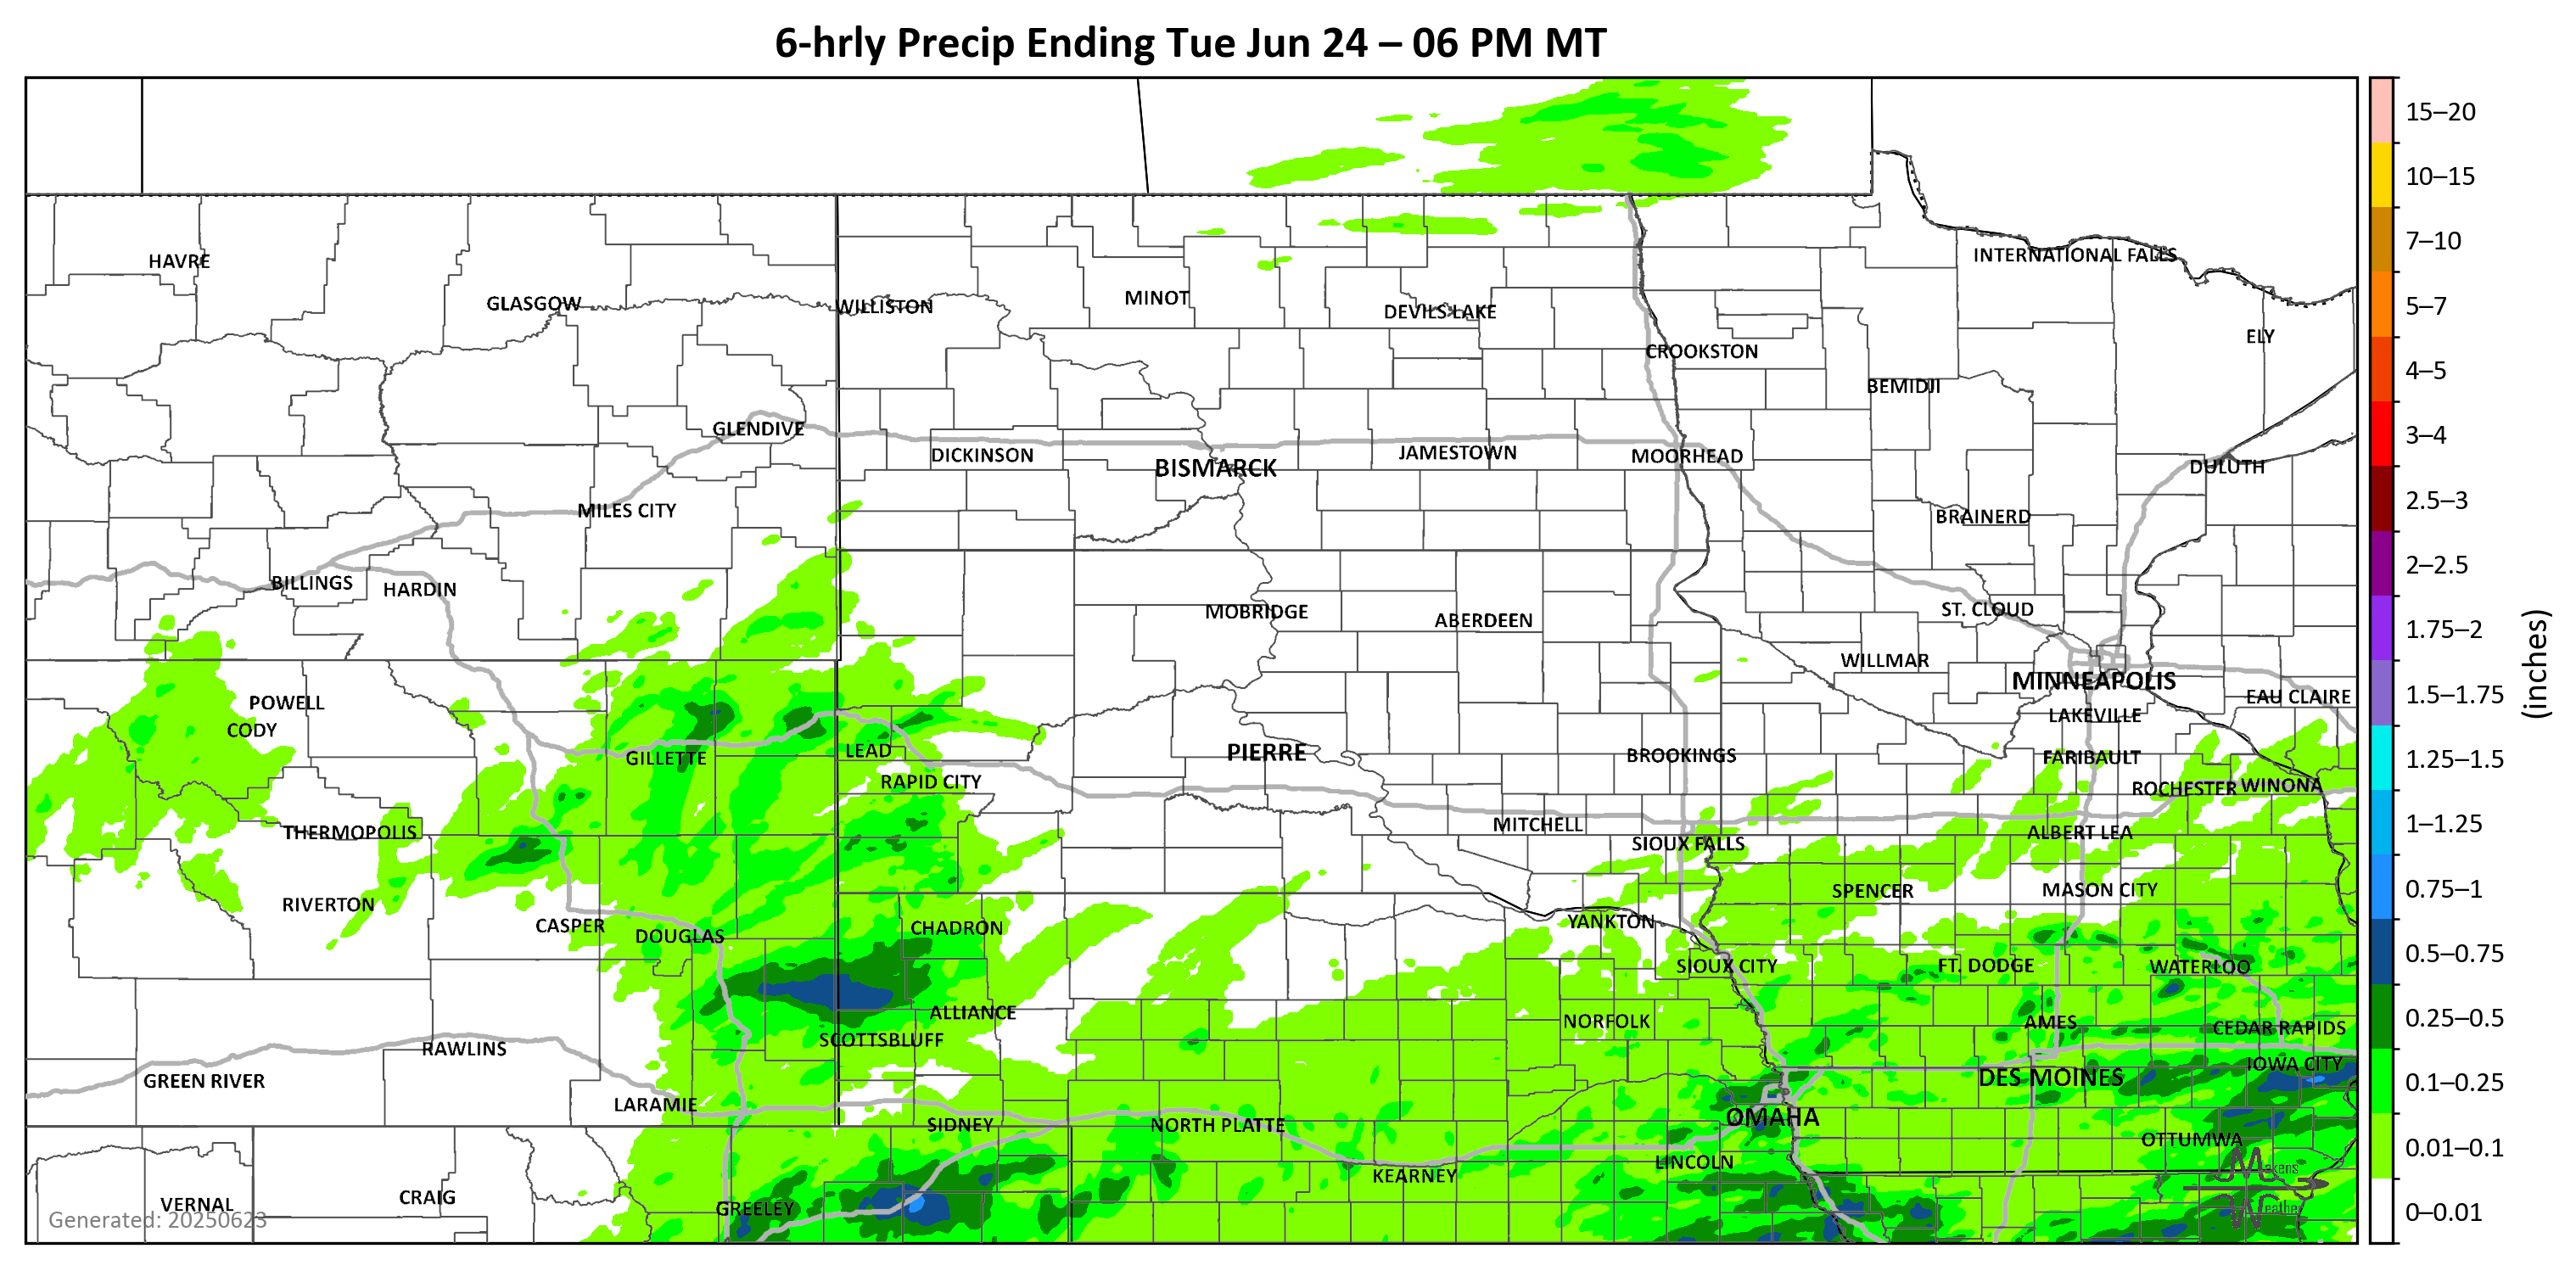 6-hrly Precip Ending Tue Jun 24 – 06 PM MT
15–20
10–15
7–10
5–7
4–5
3–4
2.5–3
2–2.5
1.75–2
1.5–1.75
1.25–1.5
1–1.25
0.75–1
0.5–0.75
0.25–0.5
0.1–0.25
0.01–0.1
0–0.01
(inches)
HAVRE
INTERNATIONAL FALLS
GLASGOW
WILLISTON
MINOT
DEVILS LAKE
ELY
CROOKSTON
BEMIDJI
GLENDIVE
DICKINSON
BISMARCK
JAMESTOWN
MOORHEAD
DULUTH
MILES CITY
BRAINERD
BILLINGS
HARDIN
MOBRIDGE
ABERDEEN
ST. CLOUD
WILLMAR
MINNEAPOLIS
POWELL
EAU CLAIRE
CODY
LAKEVILLE
GILLETTE
LEAD
PIERRE
BROOKINGS
FARIBAULT
RAPID CITY
ROCHESTER
WINONA
THERMOPOLIS
MITCHELL
SIOUX FALLS
ALBERT LEA
RIVERTON
SPENCER
MASON CITY
CASPER
DOUGLAS
CHADRON
YANKTON
SIOUX CITY
FT. DODGE
WATERLOO
ALLIANCE
NORFOLK
AMES
CEDAR RAPIDS
RAWLINS
SCOTTSBLUFF
IOWA CITY
GREEN RIVER
DES MOINES
LARAMIE
SIDNEY
NORTH PLATTE
OMAHA
OTTUMWA
KEARNEY
LINCOLN
VERNAL
CRAIG
GREELEY
Makens
Weather
Generated: 20250623